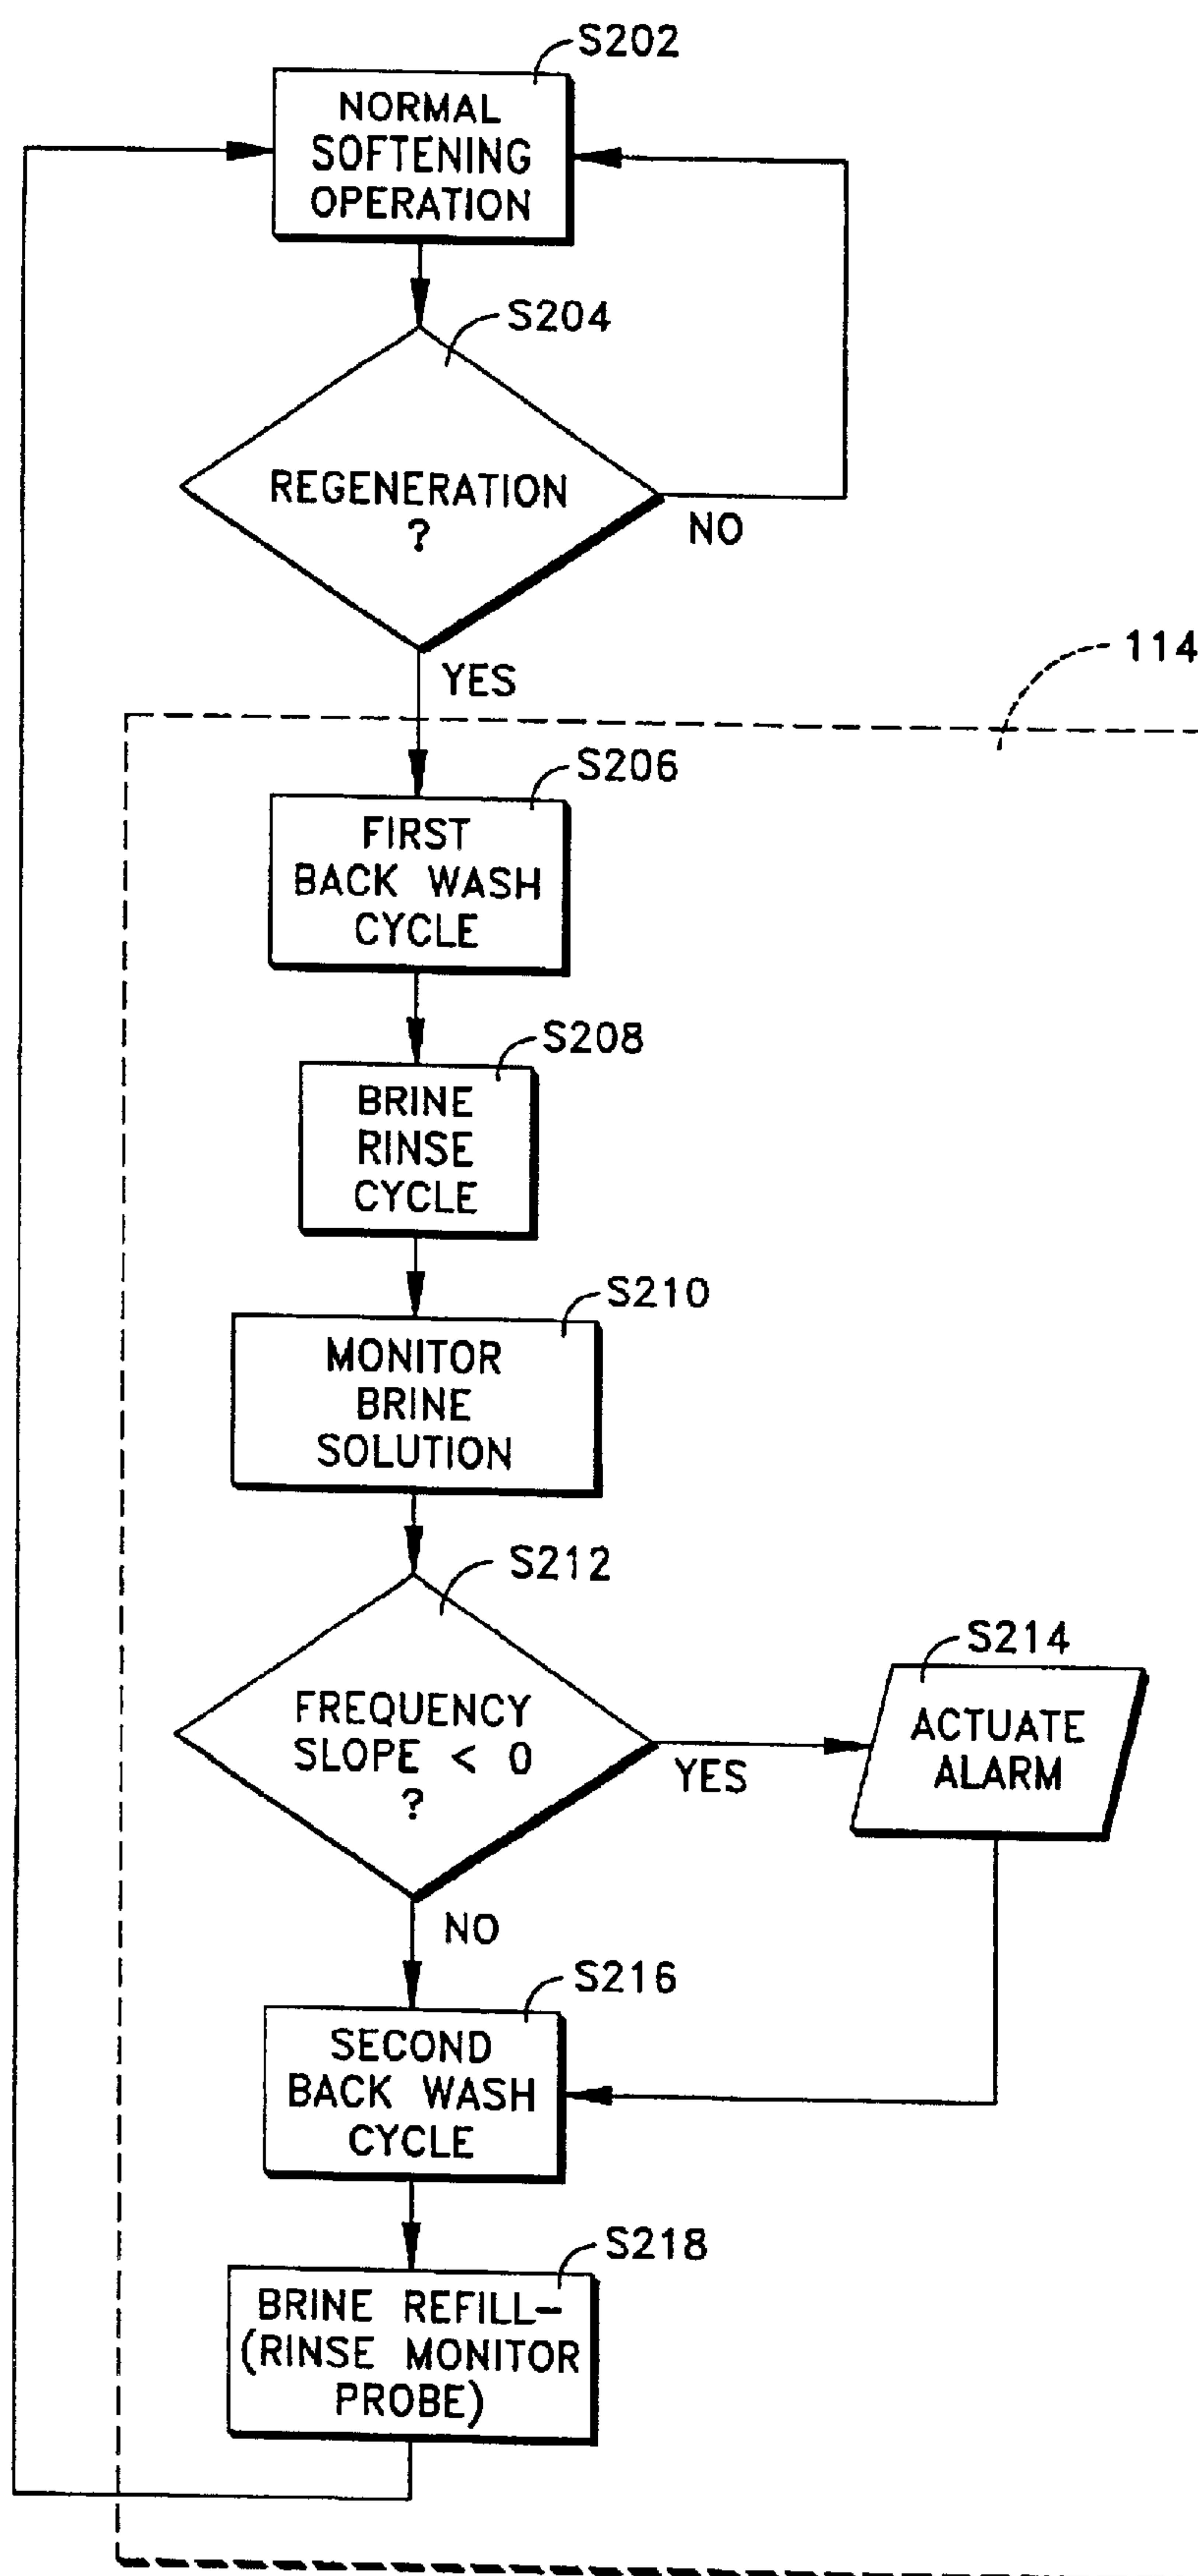 S202
NORMAL
SOFTENING
OPERATION
S204
REGENERATION
?
NO
YES
114
S206
FIRST
BACK WASH
CYCLE
S208
BRINE
RINSE
CYCLE
S210
MONITOR
BRINE
SOLUTION
S212
FREQUENCY
SLOPE < 0
?
YES
S214
ACTUATE
ALARM
NO
S216
SECOND
BACK WASH
CYCLE
S218
BRINE REFILL-
(RINSE MONITOR
PROBE)